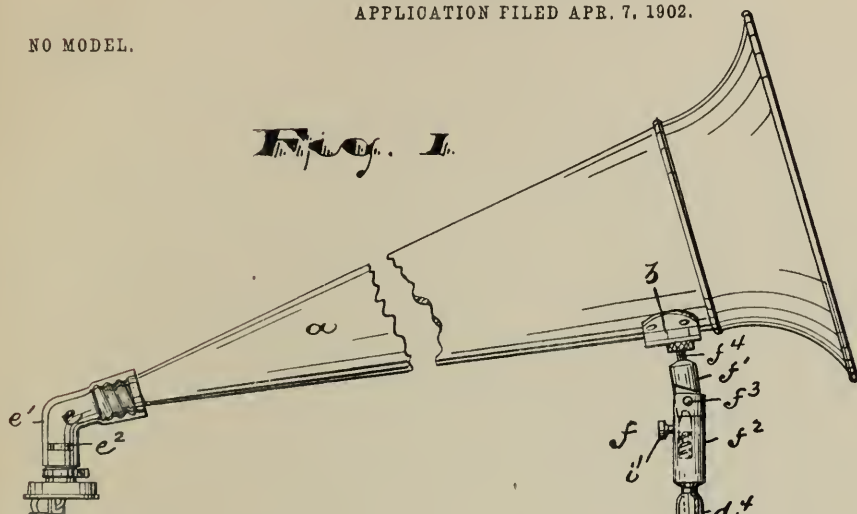 APPLICATION FILED APR. 7, 1902.
NO MODEL.
Fig. 1.
b
a
f⁴
f'
f³
f
f²
i'
e'
e
e²
d⁴